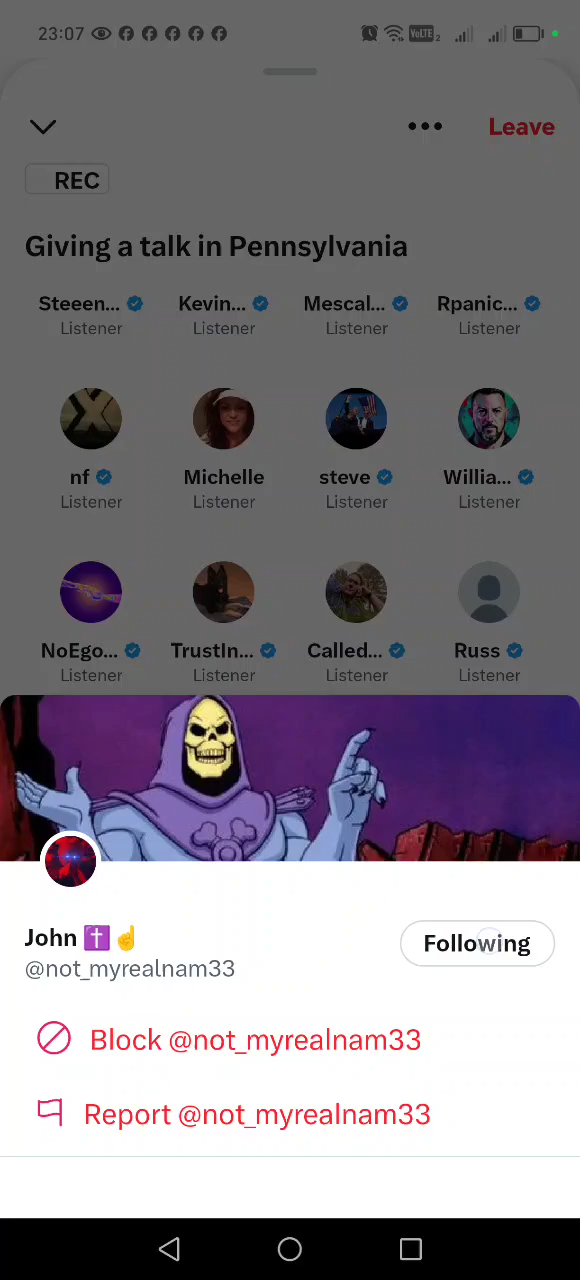 23:07 VoLTE 2
Leave
REC
Giving a talk in Pennsylvania
Steeen... Kevin... Mescal... Rpanic...
Listener Listener Listener Listener
nf Michelle steve Willia...
Listener Listener Listener Listener
NoEgo... TrustIn... Called... Russ
Listener Listener Listener Listener
John ✝️☝️
Following
@not_myrealnam33
Block @not_myrealnam33
Report @not_myrealnam33